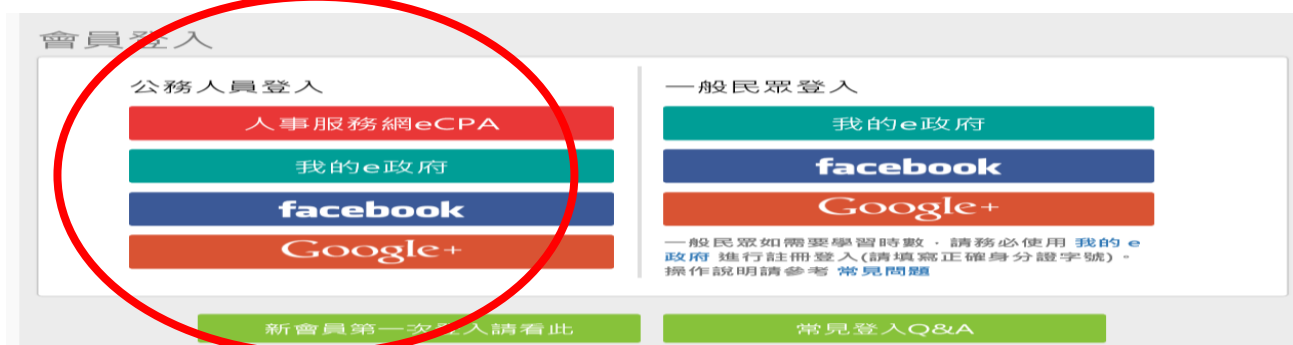 會員登入
公務人員登入
人事服務網eCPA
我的e政府
facebook
Google+
一般民眾登入
我的e政府
facebook
Google+
一般民眾如需要學習時數，請務必使用 我的 e
政府 進行註冊登入(請填寫正確身分證字號)。
操作說明請參考 常見問題
新會員第一次登入請看此
常見登入Q&A